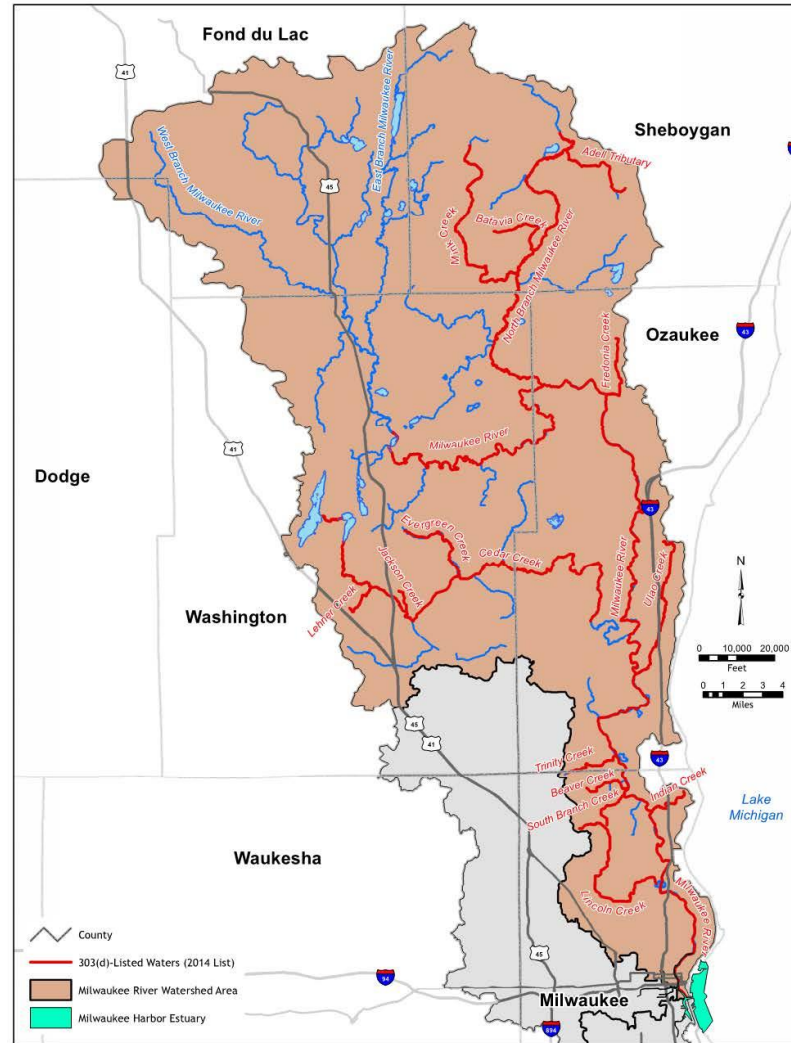 Fond du Lac
41
Sheboygan
45
West Branch Milwaukee River
East Branch Milwaukee River
Adell Tributary
Mink Creek
Batavia Creek
North Branch Milwaukee River
Ozaukee
43
Fredonia Creek
Milwaukee River
41
Dodge
43
Evergreen Creek
Cedar Creek
Jackson Creek
Milwaukee River
Ulao Creek
Lehner Creek
Washington
N
0 10,000 20,000
Feet
0 1 2 3 4
Miles
45
41
43
Trinity Creek
Beaver Creek
South Branch Creek
Indian Creek
Lake
Michigan
Waukesha
Lincoln Creek
Milwaukee River
45
94
Milwaukee
894
County
303(d)-Listed Waters (2014 List)
Milwaukee River Watershed Area
Milwaukee Harbor Estuary